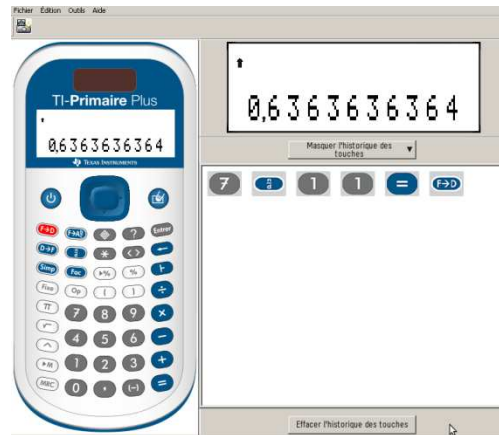 Fichier Edition Outils Aide
TI-Primaire Plus
0,6363636364
TEXAS INSTRUMENTS
F→D ? Entrer
D→F n/d * < >
Simp Fac ►% %
Fixe Op ( ) ÷
π 7 8 9 ×
√ 4 5 6 −
^
►M 1 2 3 +
MRC 0 . (−) =
0,6363636364
Masquer l'historique des
touches ▼
7 n/d 1 1 = F→D
Effacer l'historique des touches